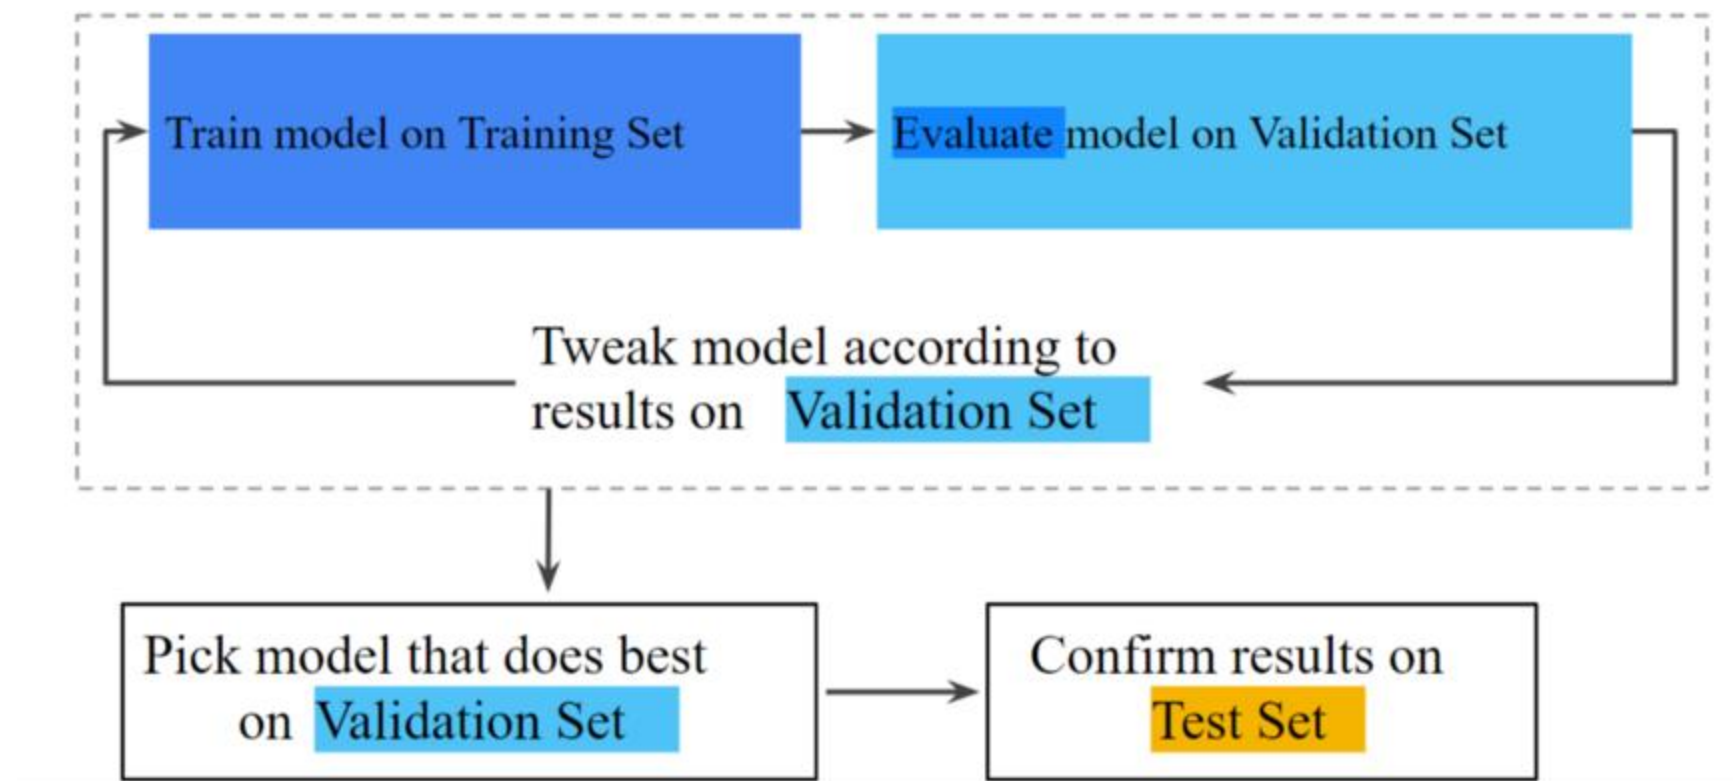 Train model on Training Set
Evaluate model on Validation Set
Tweak model according to
results on Validation Set
Pick model that does best
on Validation Set
Confirm results on
Test Set